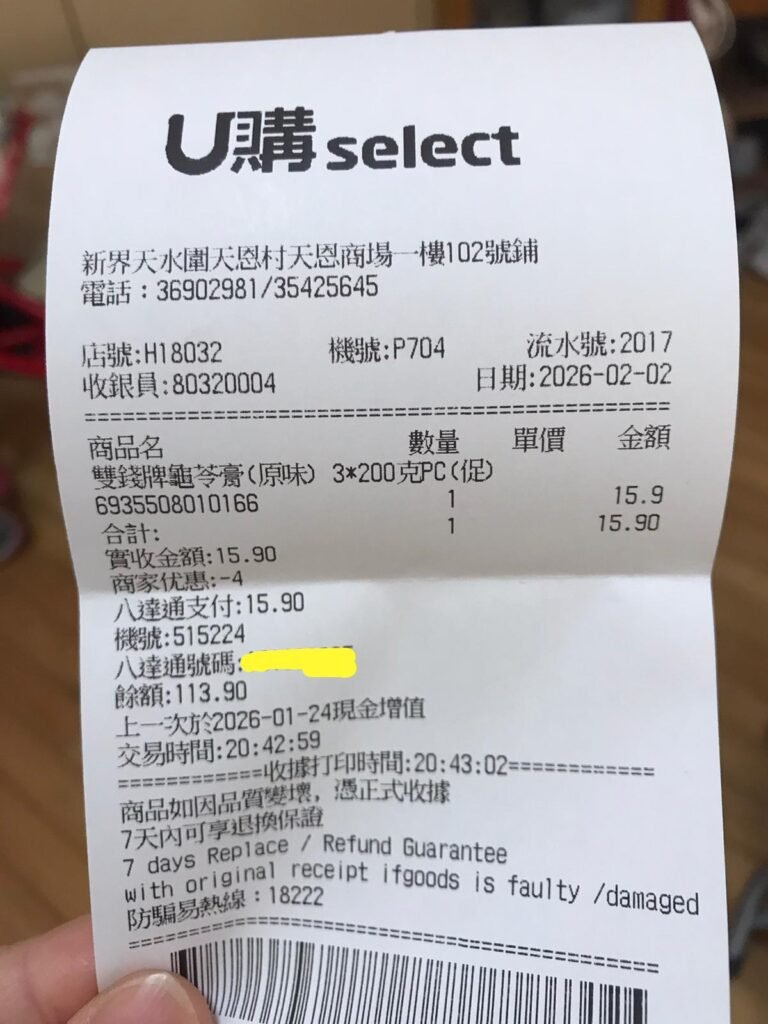 U購select
新界天水圍天恩村天恩商場一樓102號鋪
電話：36902981/35425645
店號:H18032 機號:P704 流水號:2017
收銀員:80320004 日期:2026-02-02
==================================================
商品名 數量 單價 金額
雙錢牌龜苓膏(原味) 3*200克PC(促)
6935508010166 1 15.9
合計: 1 15.90
實收金額:15.90
商家优惠:-4
八達通支付:15.90
機號:515224
八達通號碼:
餘額:113.90
上一次於2026-01-24現金增值
交易時間:20:42:59
============收據打印時間:20:43:02============
商品如因品質變壞，憑正式收據
7天內可享退換保證
7 days Replace / Refund Guarantee
with original receipt ifgoods is faulty /damaged
防騙易熱線：18222
==================================================